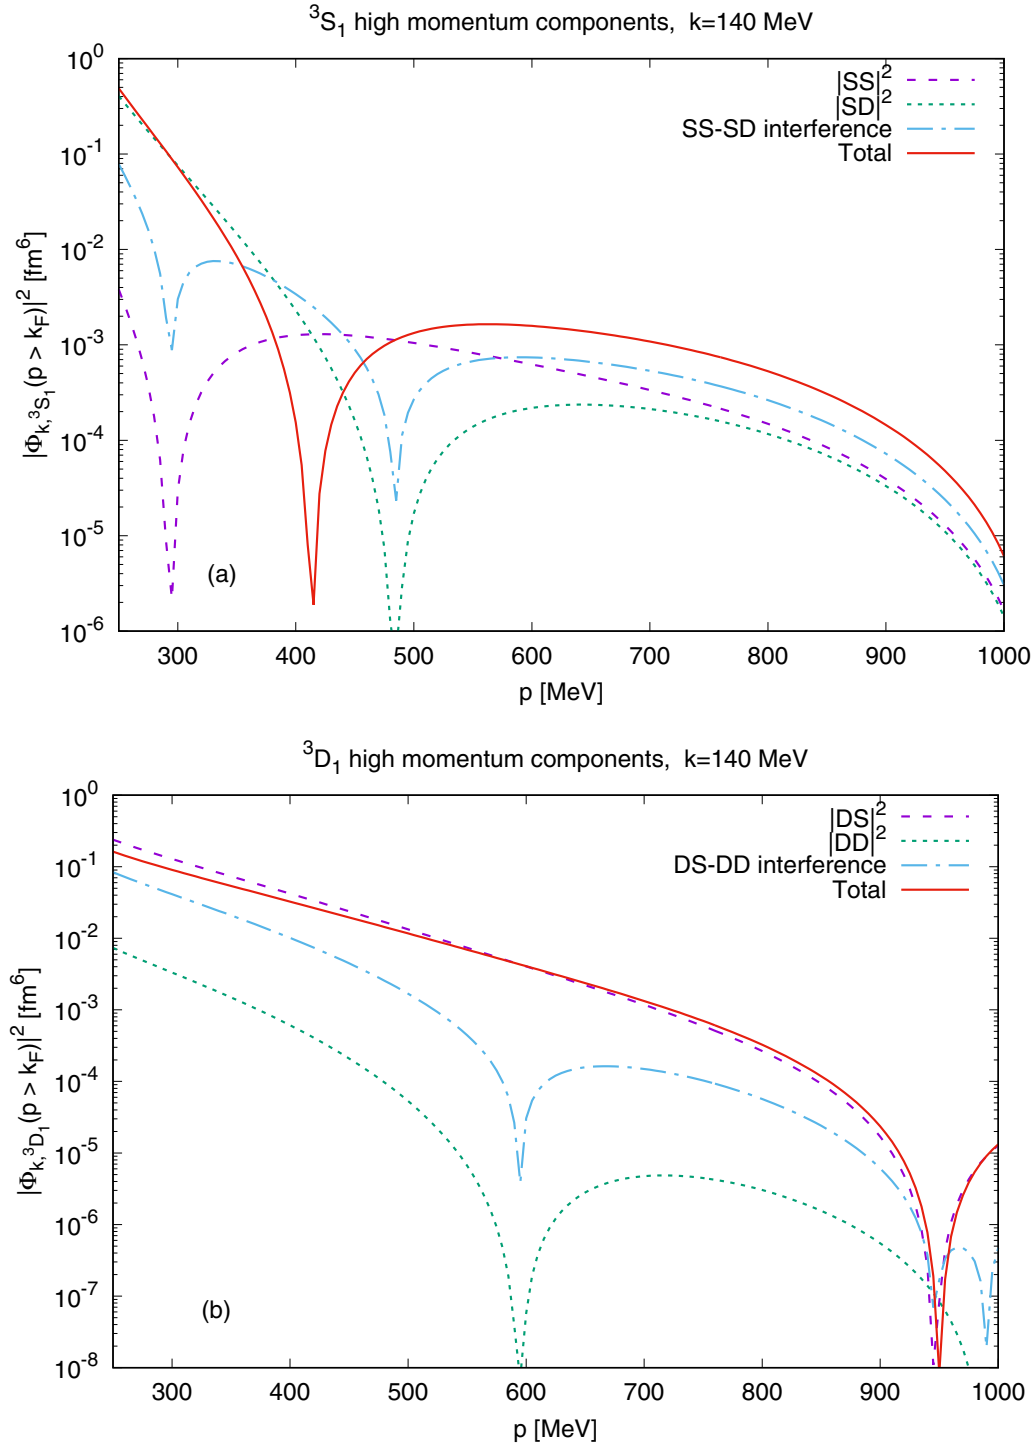 ³S₁ high momentum components, k=140 MeV
|SS|²
|SD|²
SS-SD interference
Total
|Φ_{k,³S₁}(p > k_F)|² [fm⁶]
10⁰
10⁻¹
10⁻²
10⁻³
10⁻⁴
10⁻⁵
10⁻⁶
(a)
300 400 500 600 700 800 900 1000
p [MeV]
³D₁ high momentum components, k=140 MeV
|DS|²
|DD|²
DS-DD interference
Total
|Φ_{k,³D₁}(p > k_F)|² [fm⁶]
10⁰
10⁻¹
10⁻²
10⁻³
10⁻⁴
10⁻⁵
10⁻⁶
10⁻⁷
10⁻⁸
(b)
300 400 500 600 700 800 900 1000
p [MeV]